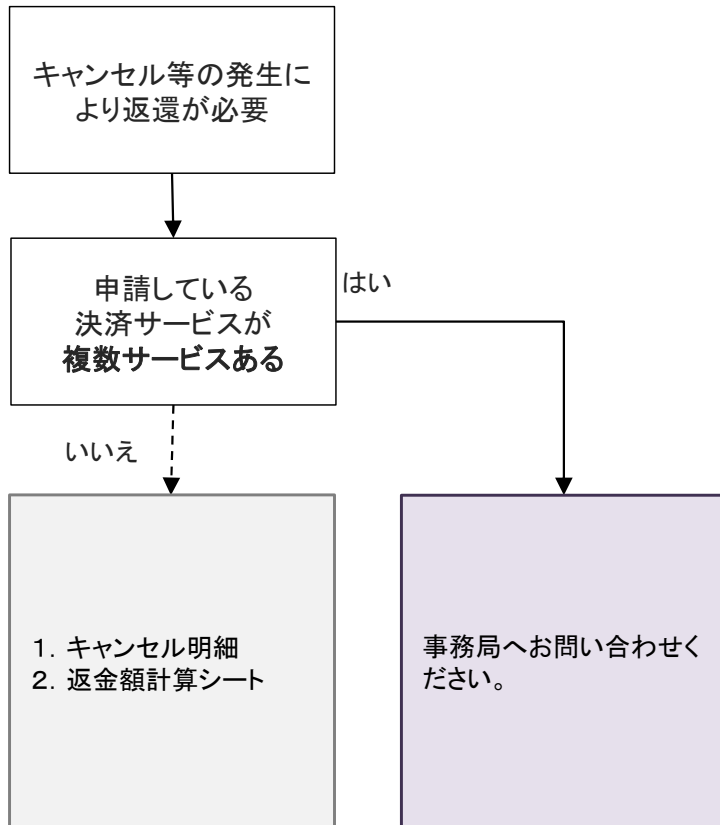 キャンセル等の発生に
より返還が必要
申請している
決済サービスが
複数サービスある
はい
いいえ
1. キャンセル明細
2. 返金額計算シート
事務局へお問い合わせく
ださい。